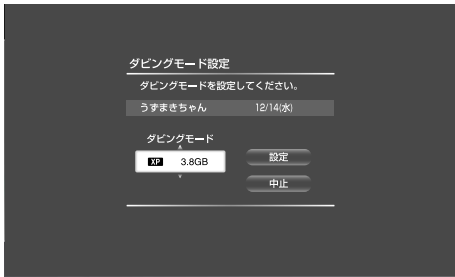 ダビングモード設定
ダビングモードを設定してください。
うずまきちゃん 12/14(水)
ダビングモード
XP 3.8GB
設定
中止